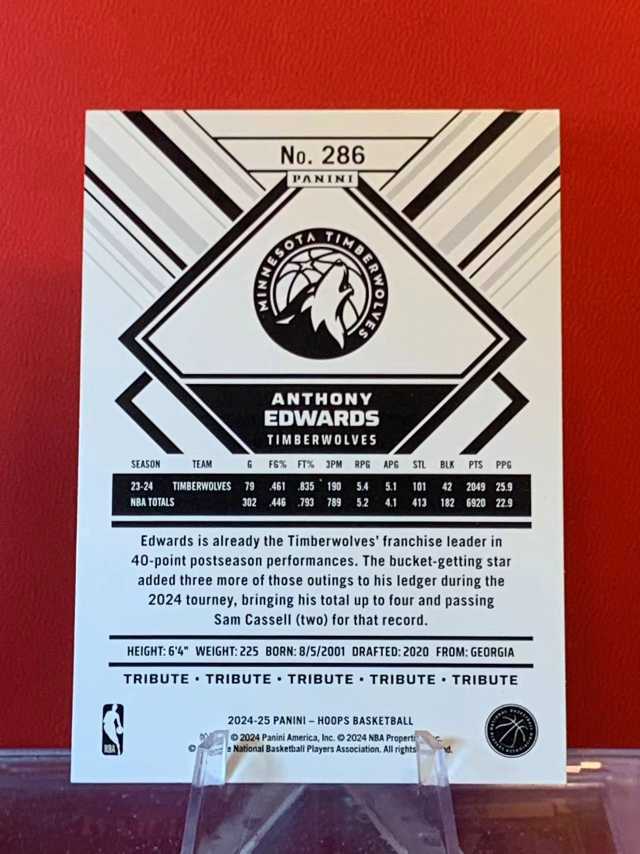 No. 286
PANINI
MINNESOTA TIMBERWOLVES
ANTHONY
EDWARDS
TIMBERWOLVES
SEASON TEAM G FG% FT% 3PM RPG APG STL BLK PTS PPG
23-24 TIMBERWOLVES 79 .461 .835 190 5.4 5.1 101 42 2049 25.9
NBA TOTALS 302 .446 .793 789 5.2 4.1 413 182 6920 22.9
Edwards is already the Timberwolves' franchise leader in
40-point postseason performances. The bucket-getting star
added three more of those outings to his ledger during the
2024 tourney, bringing his total up to four and passing
Sam Cassell (two) for that record.
HEIGHT: 6'4" WEIGHT: 225 BORN: 8/5/2001 DRAFTED: 2020 FROM: GEORGIA
TRIBUTE • TRIBUTE • TRIBUTE • TRIBUTE • TRIBUTE
2024-25 PANINI – HOOPS BASKETBALL
© 2024 Panini America, Inc. © 2024 NBA
National Basketball Players Association. All rights
NBA